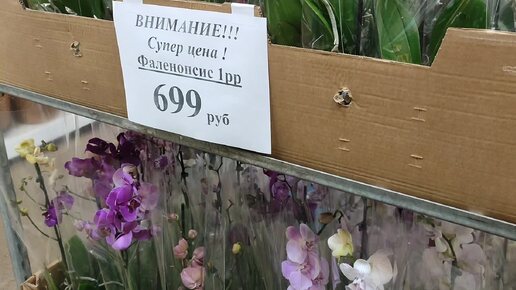 ВНИМАНИЕ!!!
Супер цена !
Фаленопсис 1рр
699 руб